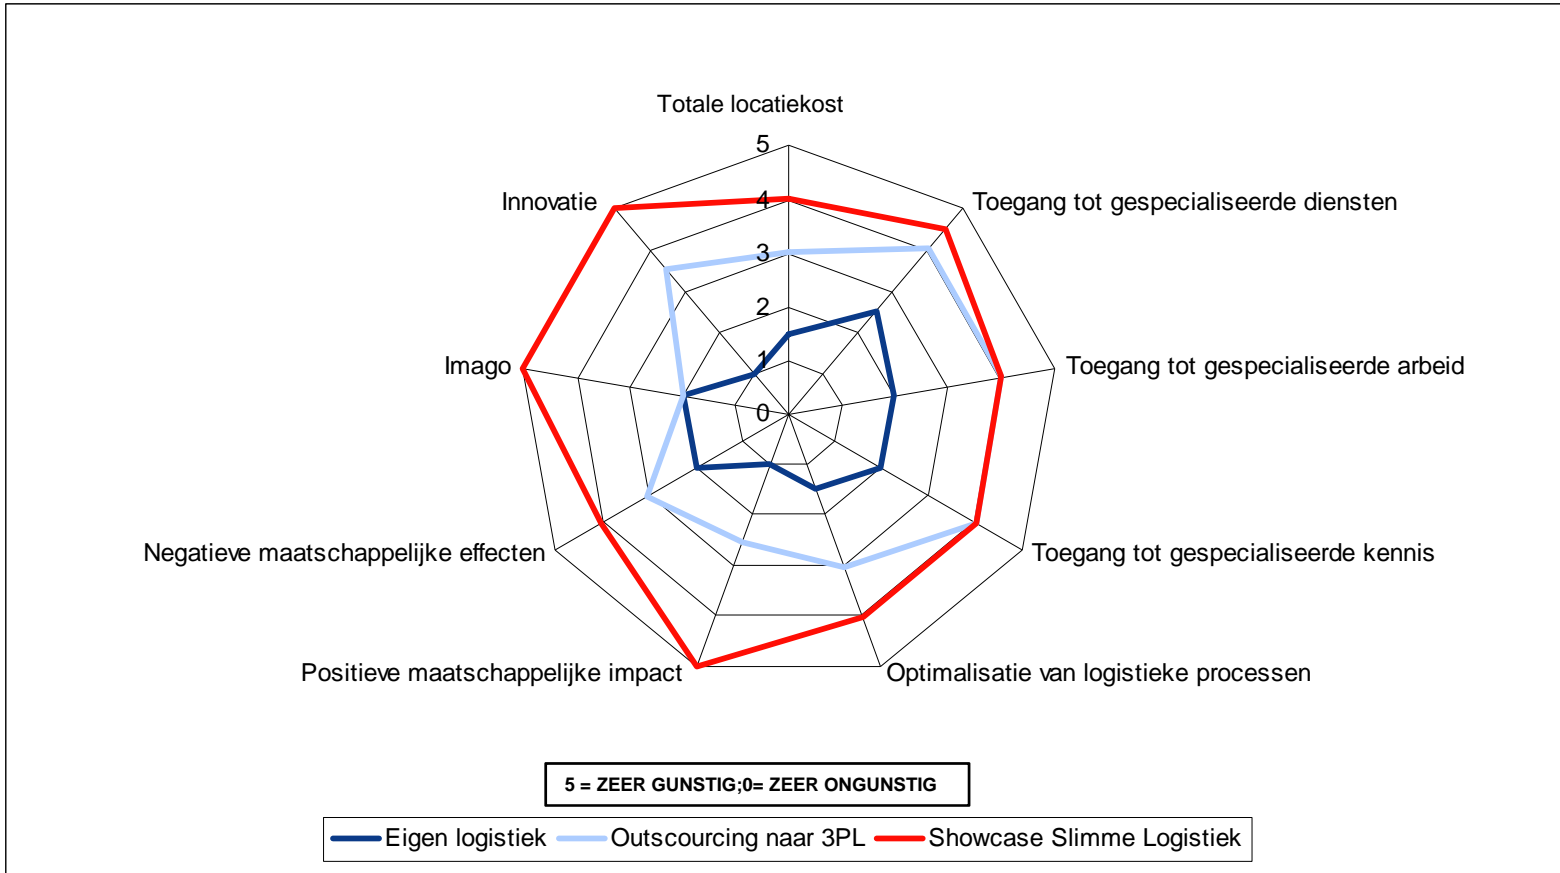 Totale locatiekost
5
Innovatie
4
Toegang tot gespecialiseerde diensten
3
2
Imago
1
Toegang tot gespecialiseerde arbeid
0
Negatieve maatschappelijke effecten
Toegang tot gespecialiseerde kennis
Positieve maatschappelijke impact
Optimalisatie van logistieke processen
5 = ZEER GUNSTIG;0= ZEER ONGUNSTIG
Eigen logistiek
Outscourcing naar 3PL
Showcase Slimme Logistiek